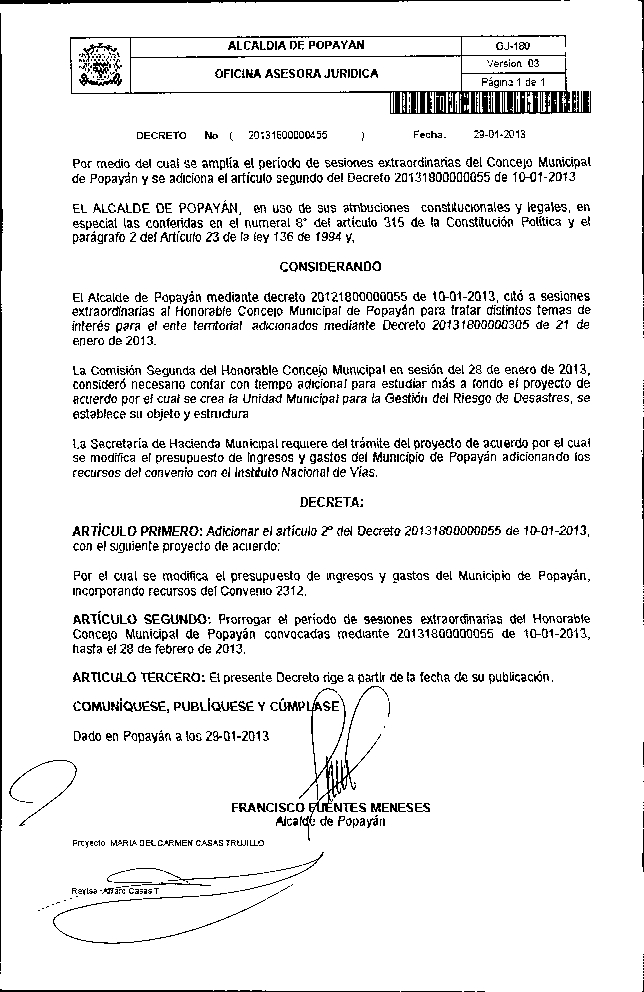 ALCALDIA DE POPAYAN
GJ-180
Version 03
OFICINA ASESORA JURIDICA
Página 1 de 1
DECRETO No ( 20131800000455 ) Fecha. 29-01-2013
Por medio del cual se amplía el período de sesiones extraordinarias del Concejo Municipal
de Popayán y se adiciona el artículo segundo del Decreto 20131800000055 de 10-01-2013
EL ALCALDE DE POPAYÁN, en uso de sus atribuciones constitucionales y legales, en
especial las conferidas en el numeral 8° del artículo 315 de la Constitución Política y el
parágrafo 2 del Artículo 23 de la ley 136 de 1994 y,
CONSIDERANDO
El Alcalde de Popayán mediante decreto 20121800000055 de 10-01-2013, citó a sesiones
extraordinarias al Honorable Concejo Municipal de Popayán para tratar distintos temas de
interés para el ente territorial adicionados mediante Decreto 20131800000305 de 21 de
enero de 2013.
La Comisión Segunda del Honorable Concejo Municipal en sesión del 28 de enero de 2013,
consideró necesario contar con tiempo adicional para estudiar más a fondo el proyecto de
acuerdo por el cual se crea la Unidad Municipal para la Gestión del Riesgo de Desastres, se
establece su objeto y estructura
La Secretaría de Hacienda Municipal requiere del trámite del proyecto de acuerdo por el cual
se modifica el presupuesto de ingresos y gastos del Municipio de Popayán adicionando los
recursos del convenio con el Instituto Nacional de Vías.
DECRETA:
ARTÍCULO PRIMERO: Adicionar el artículo 2° del Decreto 20131800000055 de 10-01-2013,
con el siguiente proyecto de acuerdo:
Por el cual se modifica el presupuesto de ingresos y gastos del Municipio de Popayán,
incorporando recursos del Convenio 2312.
ARTÍCULO SEGUNDO: Prorrogar el período de sesiones extraordinarias del Honorable
Concejo Municipal de Popayán convocadas mediante 20131800000055 de 10-01-2013,
hasta el 28 de febrero de 2013.
ARTICULO TERCERO: El presente Decreto rige a partir de la fecha de su publicación.
COMUNÍQUESE, PUBLÍQUESE Y CÚMPLASE
Dado en Popayán a los 29-01-2013
FRANCISCO FUENTES MENESES
Alcalde de Popayán
Proyecto MARIA DEL CARMEN CASAS TRUJILLO
Revisa Alvaro Casas T